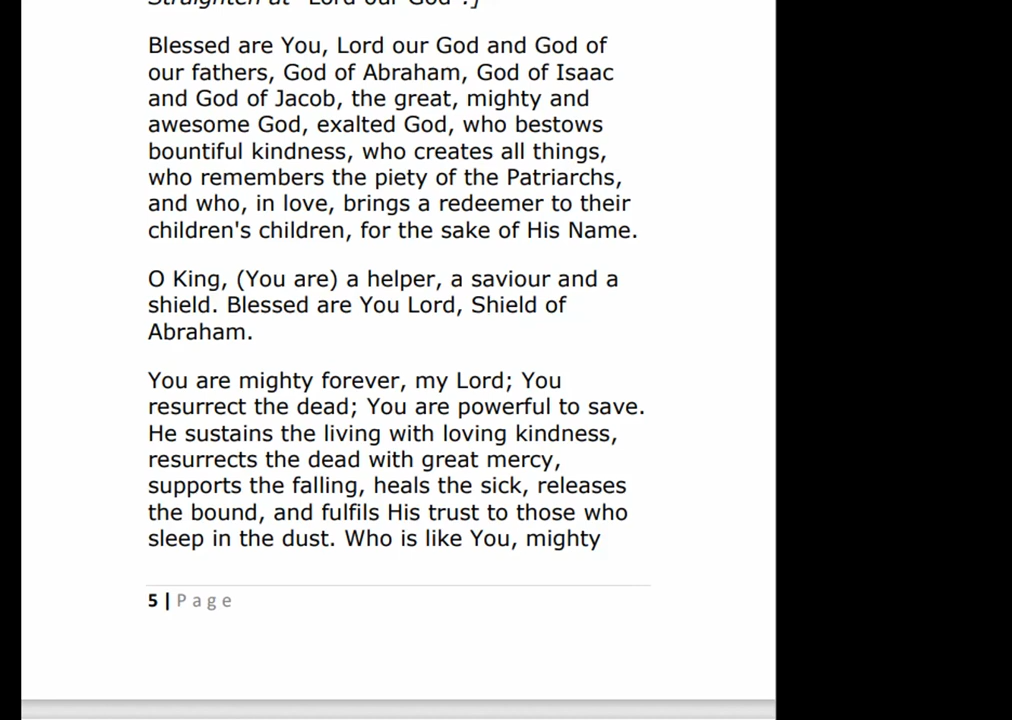 Straighten at "Lord our God".]
Blessed are You, Lord our God and God of
our fathers, God of Abraham, God of Isaac
and God of Jacob, the great, mighty and
awesome God, exalted God, who bestows
bountiful kindness, who creates all things,
who remembers the piety of the Patriarchs,
and who, in love, brings a redeemer to their
children's children, for the sake of His Name.
O King, (You are) a helper, a saviour and a
shield. Blessed are You Lord, Shield of
Abraham.
You are mighty forever, my Lord; You
resurrect the dead; You are powerful to save.
He sustains the living with loving kindness,
resurrects the dead with great mercy,
supports the falling, heals the sick, releases
the bound, and fulfils His trust to those who
sleep in the dust. Who is like You, mighty
5 | Page